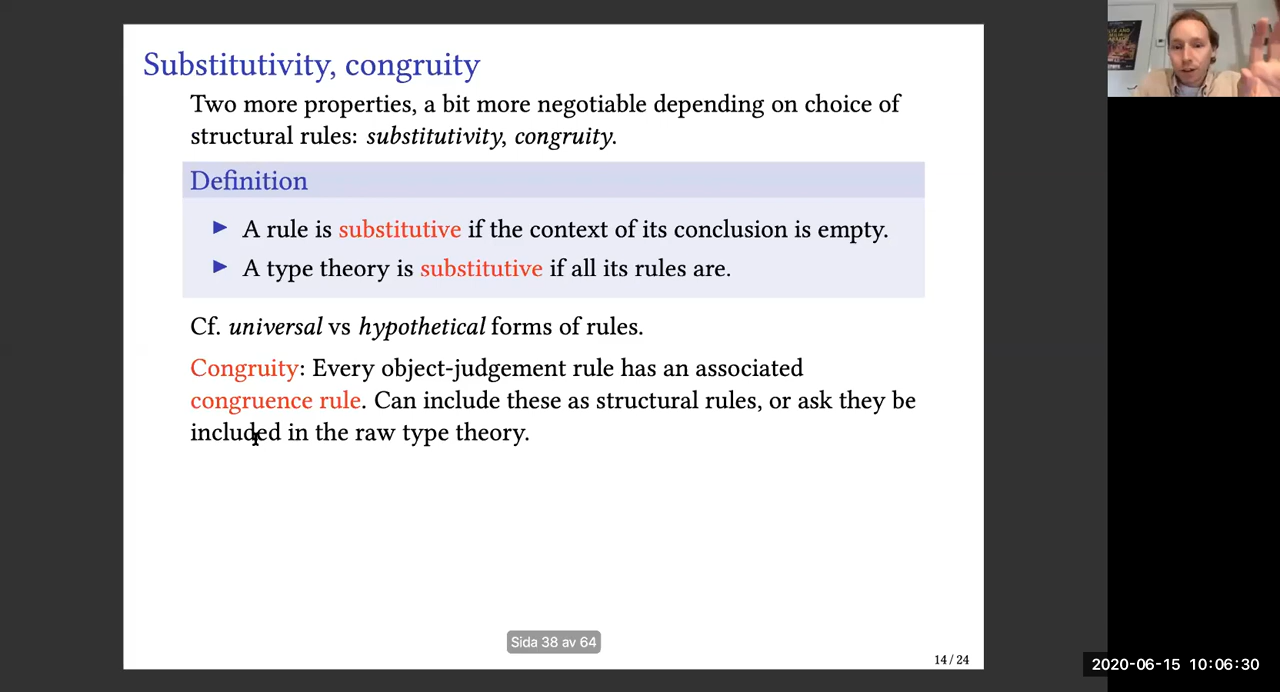 Substitutivity, congruity
Two more properties, a bit more negotiable depending on choice of
structural rules: substitutivity, congruity.
Definition
▶ A rule is substitutive if the context of its conclusion is empty.
▶ A type theory is substitutive if all its rules are.
Cf. universal vs hypothetical forms of rules.
Congruity: Every object-judgement rule has an associated
congruence rule. Can include these as structural rules, or ask they be
included in the raw type theory.
Sida 38 av 64
14 / 24
2020-06-15 10:06:30